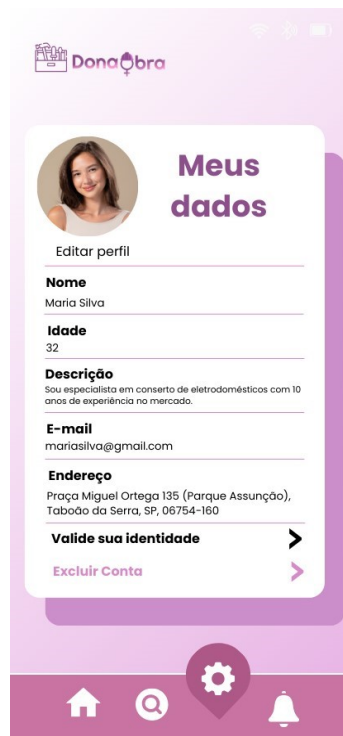 DonaObra
Meus
dados
Editar perfil
Nome
Maria Silva
Idade
32
Descrição
Sou especialista em conserto de eletrodomésticos com 10
anos de experiência no mercado.
E-mail
mariasilva@gmail.com
Endereço
Praça Miguel Ortega 135 (Parque Assunção),
Taboão da Serra, SP, 06754-160
Valide sua identidade
Excluir Conta